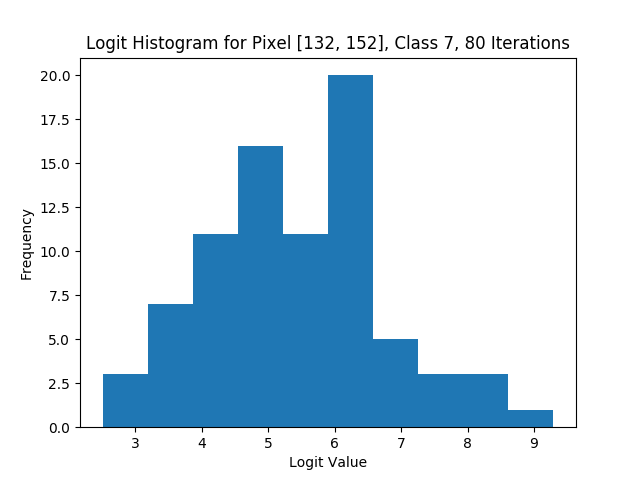 Logit Histogram for Pixel [132, 152], Class 7, 80 Iterations
20.0
17.5
15.0
12.5
10.0
7.5
5.0
2.5
0.0
Frequency
3 4 5 6 7 8 9
Logit Value